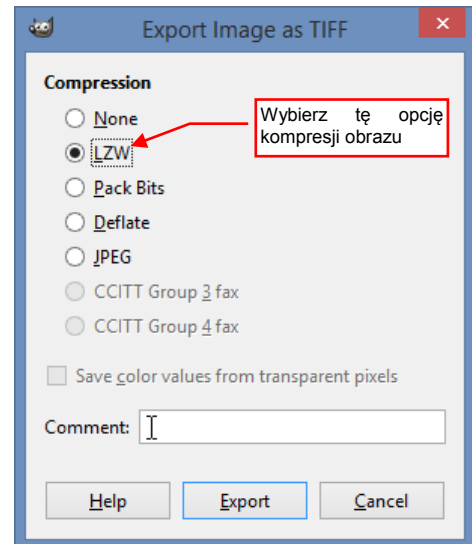 Export Image as TIFF
Compression
None
Wybierz tę opcję
kompresji obrazu
LZW
Pack Bits
Deflate
JPEG
CCITT Group 3 fax
CCITT Group 4 fax
Save color values from transparent pixels
Comment:
Help Export Cancel